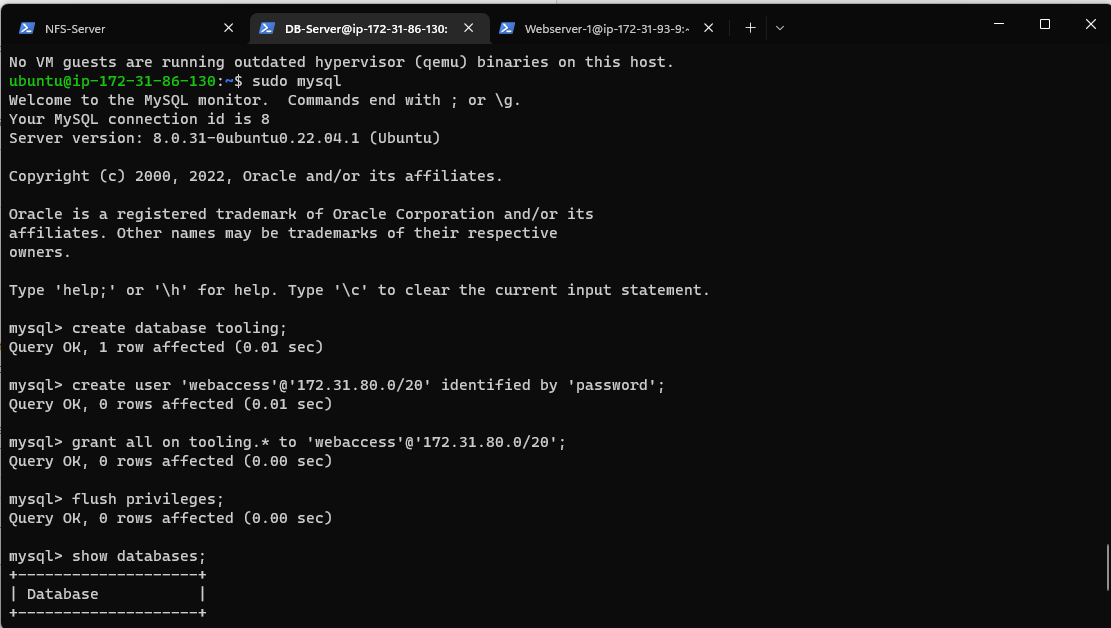 NFS-Server
DB-Server@ip-172-31-86-130:
Webserver-1@ip-172-31-93-9:~
No VM guests are running outdated hypervisor (qemu) binaries on this host.
ubuntu@ip-172-31-86-130:~$ sudo mysql
Welcome to the MySQL monitor.  Commands end with ; or \g.
Your MySQL connection id is 8
Server version: 8.0.31-0ubuntu0.22.04.1 (Ubuntu)
Copyright (c) 2000, 2022, Oracle and/or its affiliates.
Oracle is a registered trademark of Oracle Corporation and/or its
affiliates. Other names may be trademarks of their respective
owners.
Type 'help;' or '\h' for help. Type '\c' to clear the current input statement.
mysql> create database tooling;
Query OK, 1 row affected (0.01 sec)
mysql> create user 'webaccess'@'172.31.80.0/20' identified by 'password';
Query OK, 0 rows affected (0.01 sec)
mysql> grant all on tooling.* to 'webaccess'@'172.31.80.0/20';
Query OK, 0 rows affected (0.00 sec)
mysql> flush privileges;
Query OK, 0 rows affected (0.00 sec)
mysql> show databases;
+--------------------+
| Database           |
+--------------------+